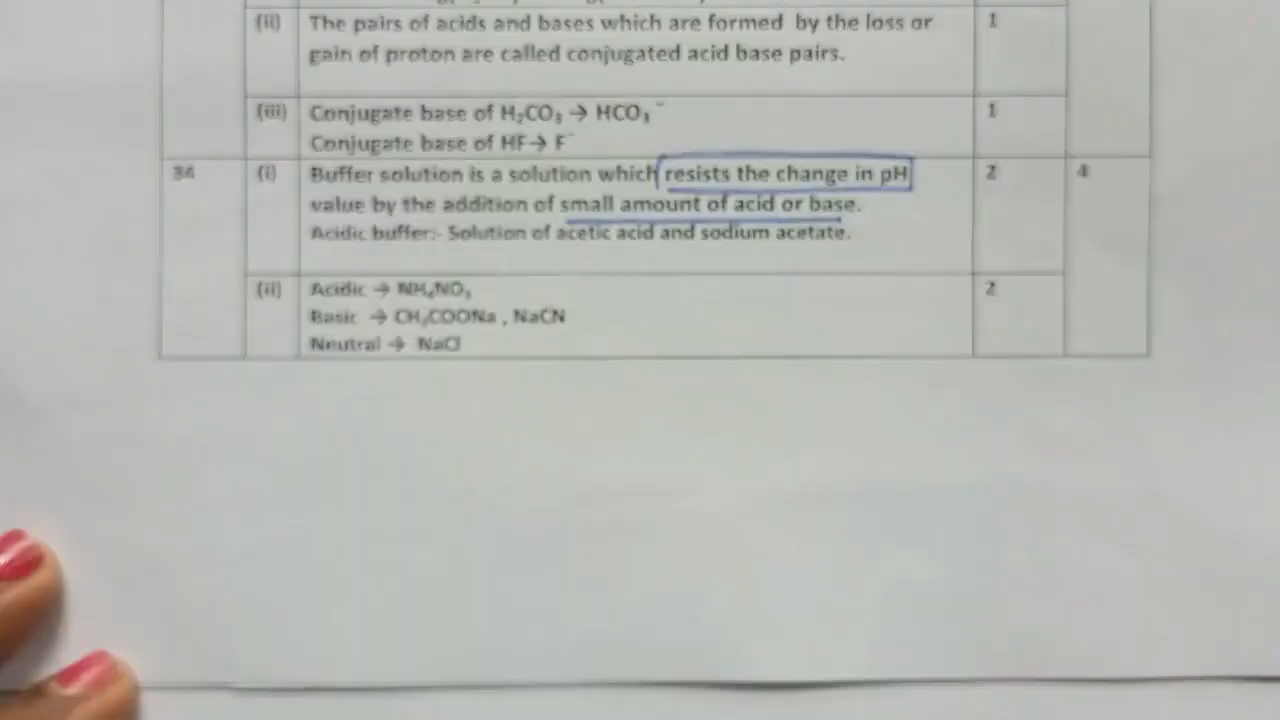 (ii) The pairs of acids and bases which are formed by the loss or 1
gain of proton are called conjugated acid base pairs.
(iii) Conjugate base of H₂CO₃ → HCO₃⁻ 1
Conjugate base of HF→ F⁻
34 (i) Buffer solution is a solution which resists the change in pH 2 4
value by the addition of small amount of acid or base.
Acidic buffer:- Solution of acetic acid and sodium acetate.
(ii) Acidic → NH₄NO₃ 2
Basic → CH₃COONa , NaCN
Neutral → NaCl